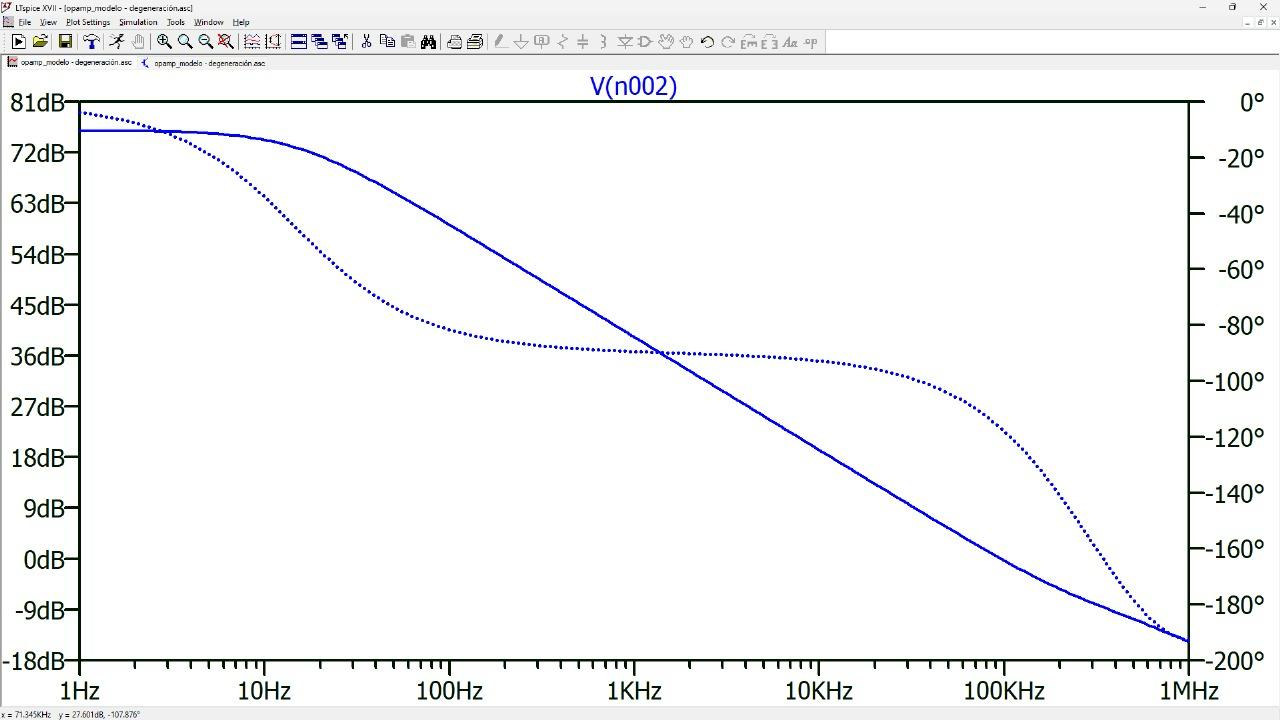 LTspice XVII - [opamp_modelo - degeneración.asc]
File View Plot Settings Simulation Tools Window Help
opamp_modelo - degeneración.asc opamp_modelo - degeneración.asc
V(n002)
81dB 0°
72dB -20°
63dB -40°
54dB -60°
45dB -80°
36dB -100°
27dB -120°
18dB -140°
9dB -160°
0dB -180°
-9dB -200°
-18dB
1Hz 10Hz 100Hz 1KHz 10KHz 100KHz 1MHz
x = 71.345KHz y = 27.601dB, -107.876°